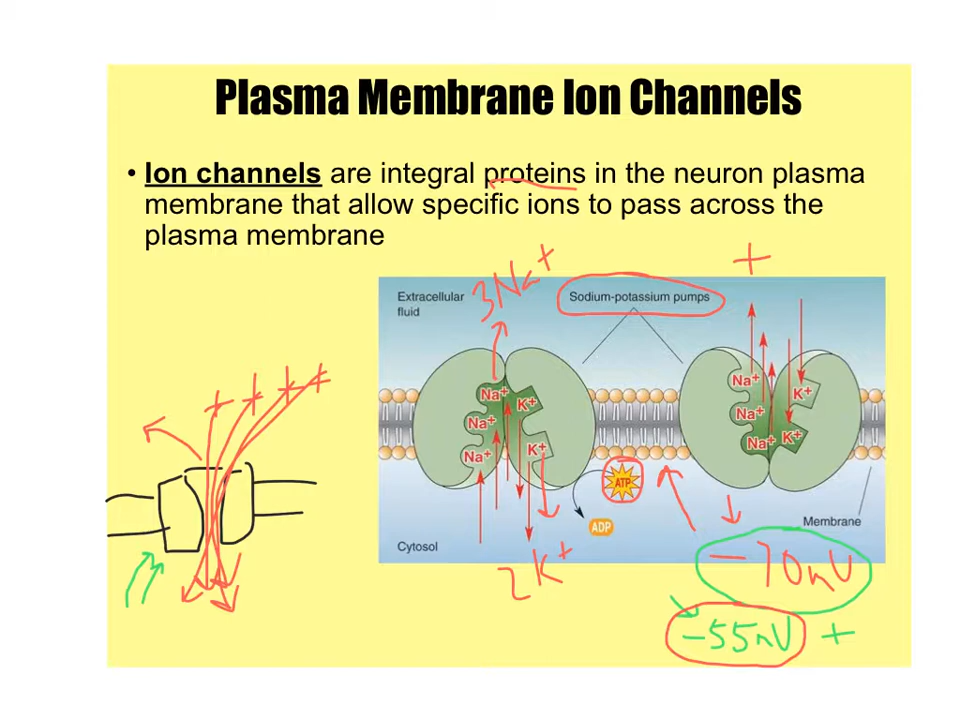 Plasma Membrane Ion Channels
• Ion channels are integral proteins in the neuron plasma
membrane that allow specific ions to pass across the
plasma membrane
+
3Na+
Extracellular
fluid
Sodium-potassium pumps
+ + + +
Na+
K+
Na+
K+
Na+
Na+
K+
Na+
K+
Na+
ATP
ADP
Membrane
Cytosol
2K+
-70mV
-55mV +